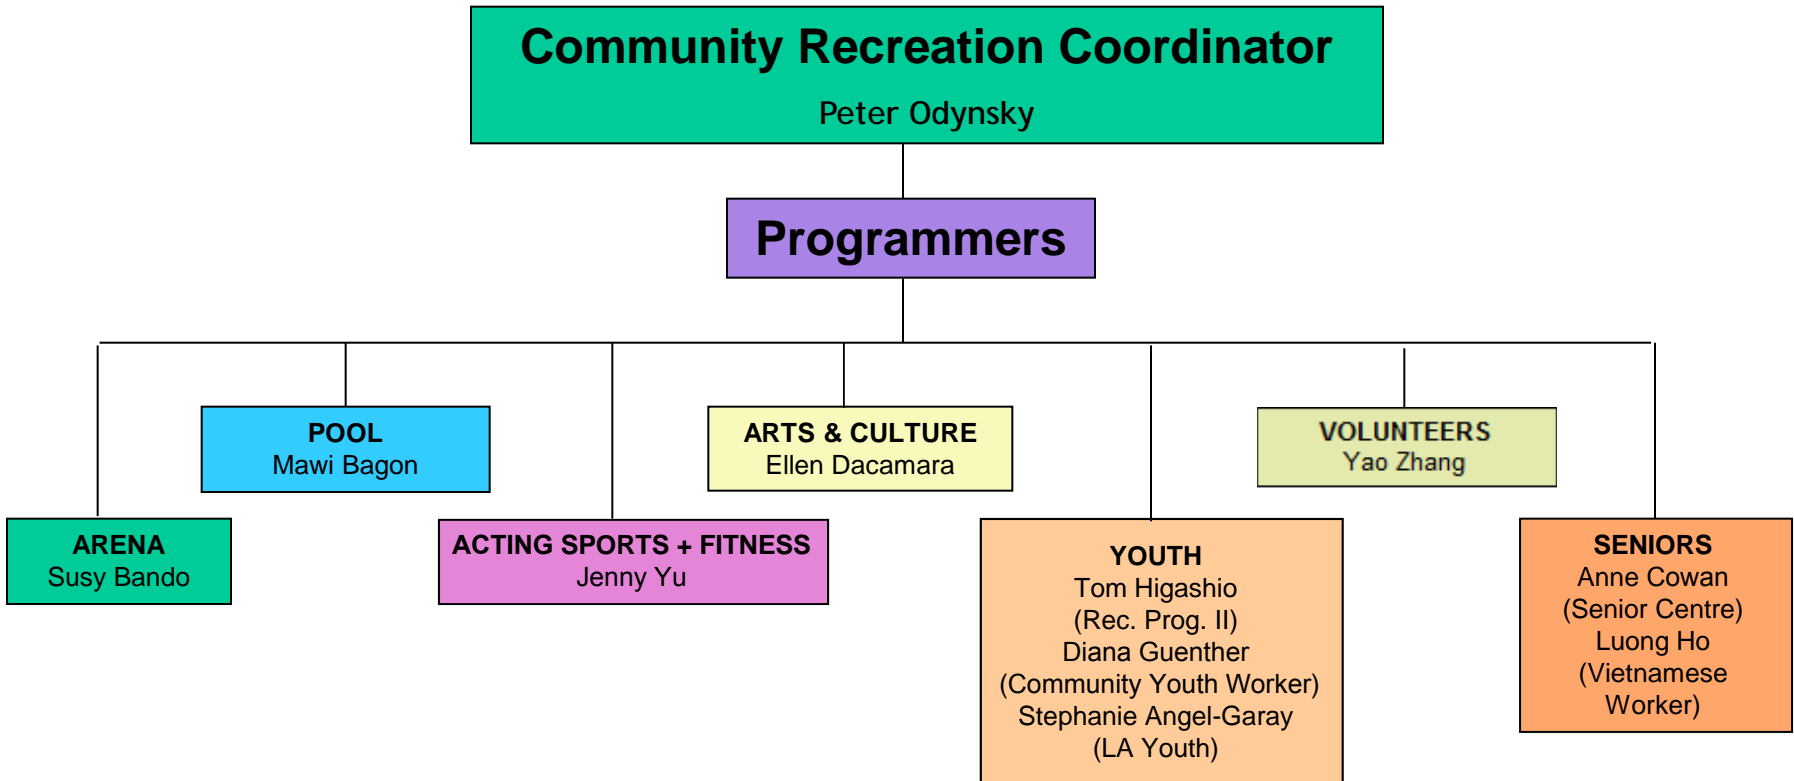 Community Recreation Coordinator
Peter Odynsky
Programmers
POOL
Mawi Bagon
ARTS & CULTURE
Ellen Dacamara
VOLUNTEERS
Yao Zhang
ARENA
Susy Bando
ACTING SPORTS + FITNESS
Jenny Yu
YOUTH
Tom Higashio
(Rec. Prog. II)
Diana Guenther
(Community Youth Worker)
Stephanie Angel-Garay
(LA Youth)
SENIORS
Anne Cowan
(Senior Centre)
Luong Ho
(Vietnamese
Worker)